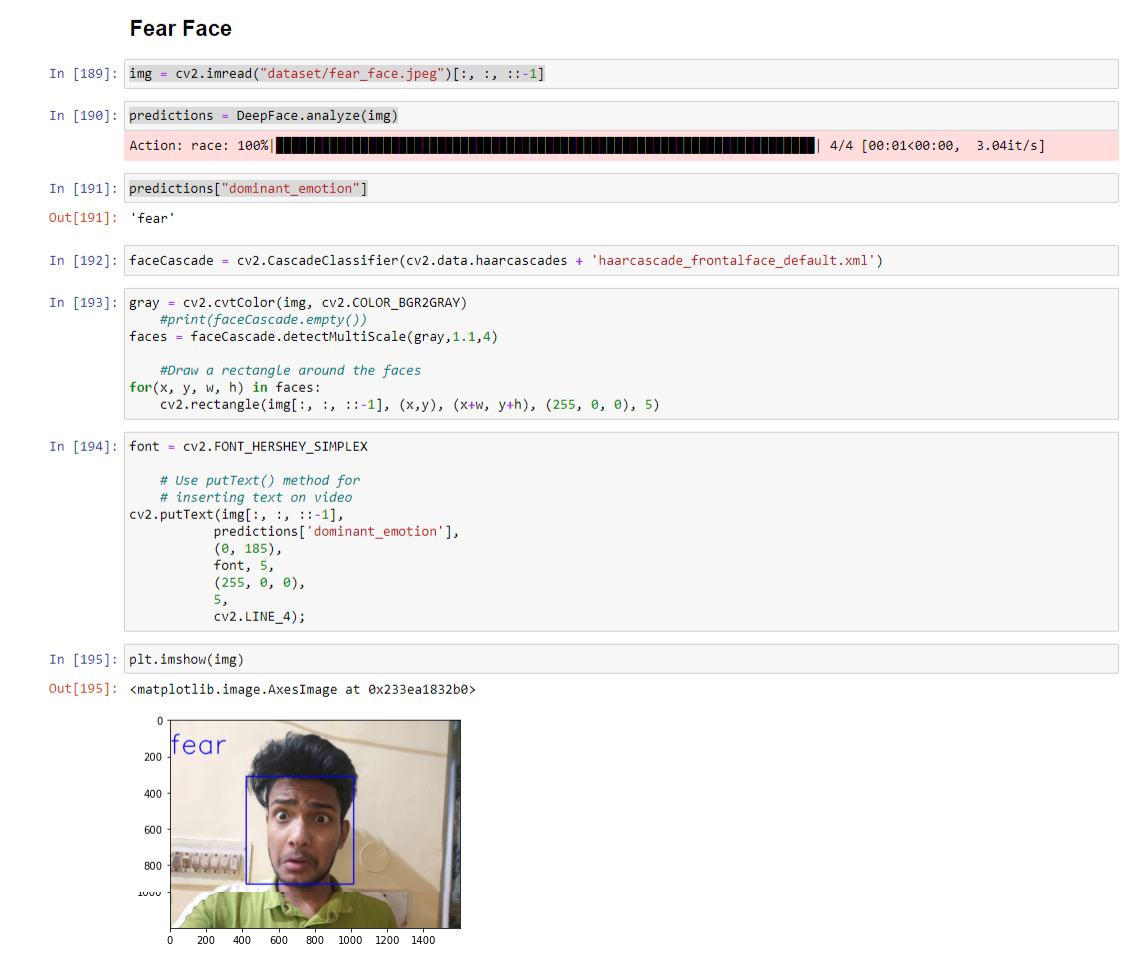 Fear Face
In [189]: img = cv2.imread("dataset/fear_face.jpeg")[:, :, ::-1]
In [190]: predictions = DeepFace.analyze(img)
Action: race: 100%| | 4/4 [00:01<00:00, 3.04it/s]
In [191]: predictions["dominant_emotion"]
Out[191]: 'fear'
In [192]: faceCascade = cv2.CascadeClassifier(cv2.data.haarcascades + 'haarcascade_frontalface_default.xml')
In [193]: gray = cv2.cvtColor(img, cv2.COLOR_BGR2GRAY)
#print(faceCascade.empty())
faces = faceCascade.detectMultiScale(gray,1.1,4)
#Draw a rectangle around the faces
for(x, y, w, h) in faces:
cv2.rectangle(img[:, :, ::-1], (x,y), (x+w, y+h), (255, 0, 0), 5)
In [194]: font = cv2.FONT_HERSHEY_SIMPLEX
# Use putText() method for
# inserting text on video
cv2.putText(img[:, :, ::-1],
predictions['dominant_emotion'],
(0, 185),
font, 5,
(255, 0, 0),
5,
cv2.LINE_4);
In [195]: plt.imshow(img)
Out[195]: <matplotlib.image.AxesImage at 0x233ea1832b0>
0
fear
200
400
600
800
1000
0 200 400 600 800 1000 1200 1400